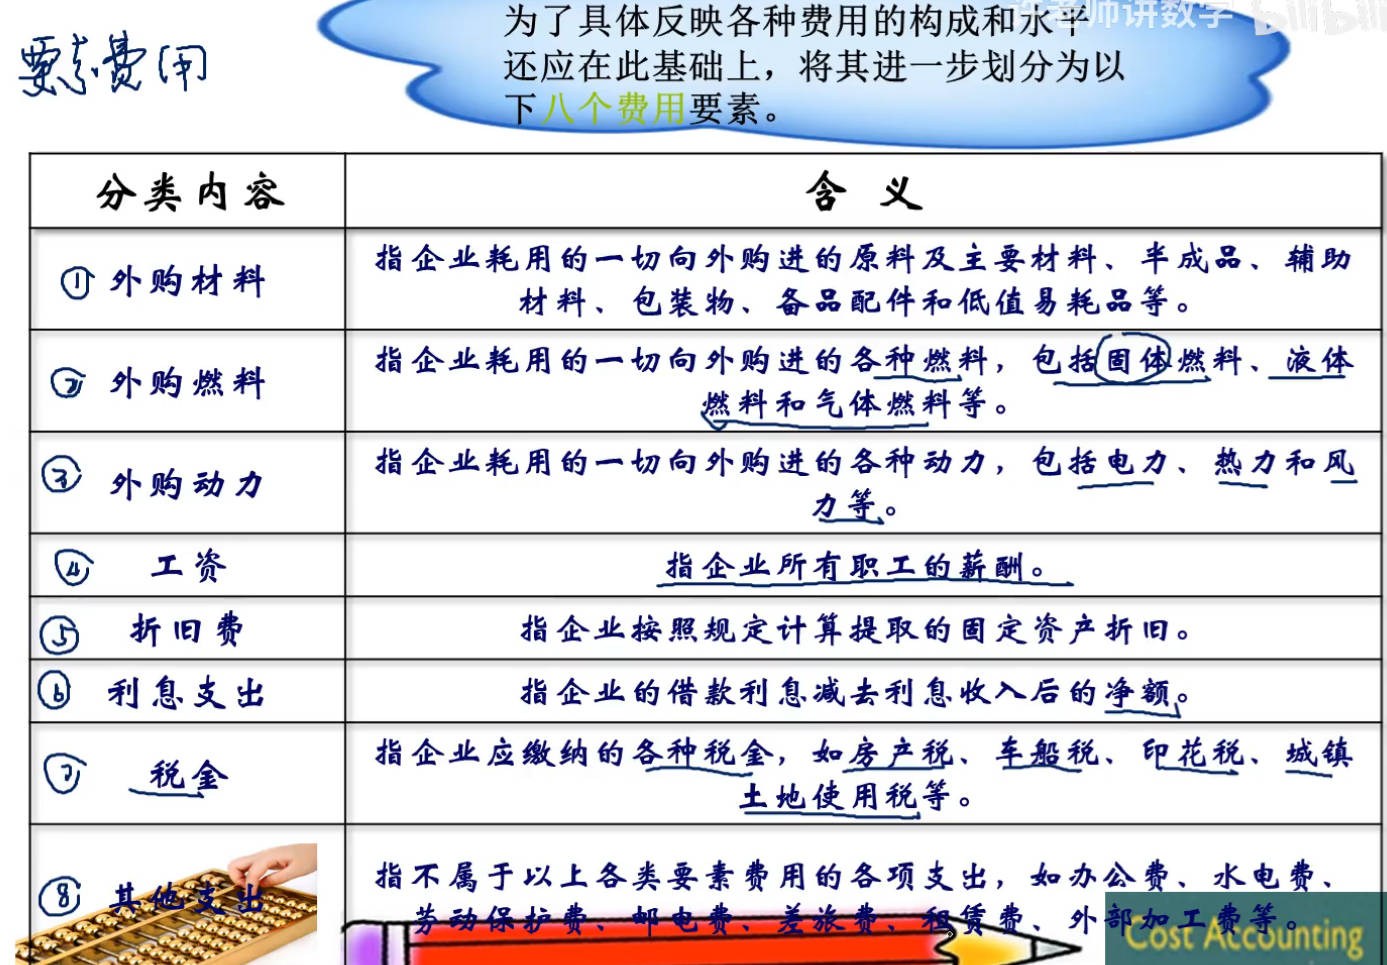 为了具体反映各种费用的构成和水平
许老师讲数字 bilibili
要素费用
还应在此基础上，将其进一步划分为以
下八个费用要素。
分类内容 含 义
① 外购材料 指企业耗用的一切向外购进的原料及主要材料、半成品、辅助
材料、包装物、备品配件和低值易耗品等。
② 外购燃料 指企业耗用的一切向外购进的各种燃料，包括固体燃料、液体
燃料和气体燃料等。
③ 外购动力 指企业耗用的一切向外购进的各种动力，包括电力、热力和风
力等。
④ 工资 指企业所有职工的薪酬。
⑤ 折旧费 指企业按照规定计算提取的固定资产折旧。
⑥ 利息支出 指企业的借款利息减去利息收入后的净额。
⑦ 税金 指企业应缴纳的各种税金，如房产税、车船税、印花税、城镇
土地使用税等。
⑧ 其他支出 指不属于以上各类要素费用的各项支出，如办公费、水电费、
劳动保护费、邮电费、差旅费、租赁费、外部加工费等。
Cost Accounting